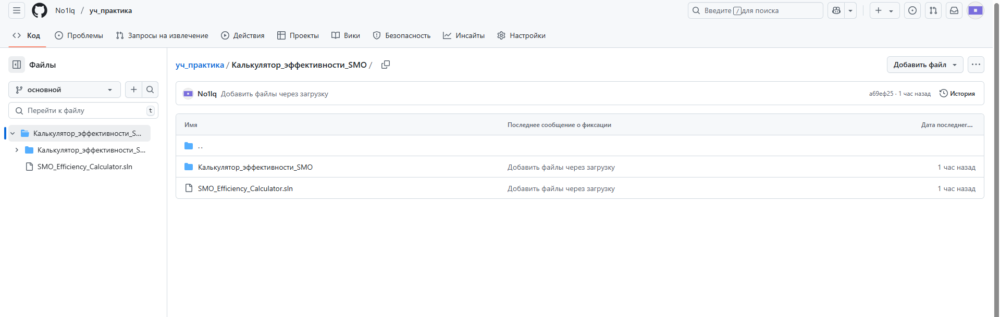 No1lq / уч_практика
Введите / для поиска
Код Проблемы Запросы на извлечение Действия Проекты Вики Безопасность Инсайты Настройки
Файлы
основной
Перейти к файлу t
Калькулятор_эффективности_S...
Калькулятор_эффективности_S...
SMO_Efficiency_Calculator.sln
уч_практика / Калькулятор_эффективности_SMO /
Добавить файл
No1lq Добавить файлы через загрузку
а69еф25 · 1 час назад История
Имя Последнее сообщение о фиксации Дата последнег...
..
Калькулятор_эффективности_SMO Добавить файлы через загрузку 1 час назад
SMO_Efficiency_Calculator.sln Добавить файлы через загрузку 1 час назад